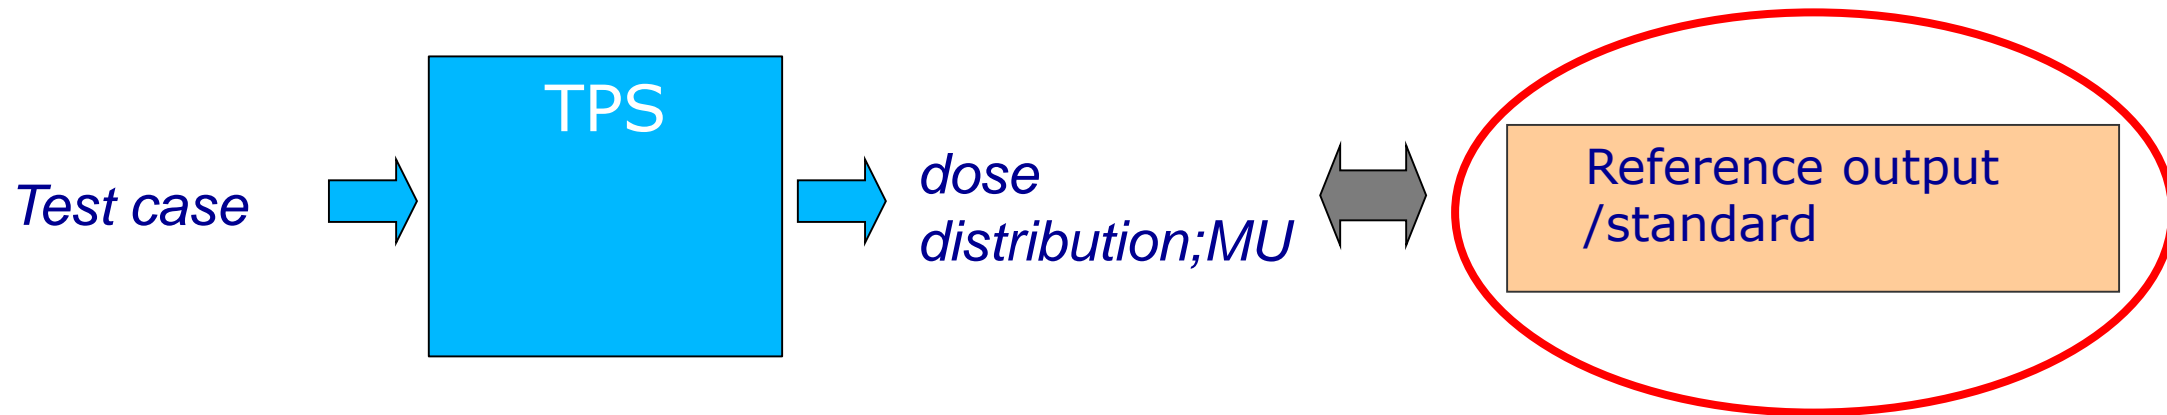 Test case
TPS
dose
distribution;MU
Reference output
/standard